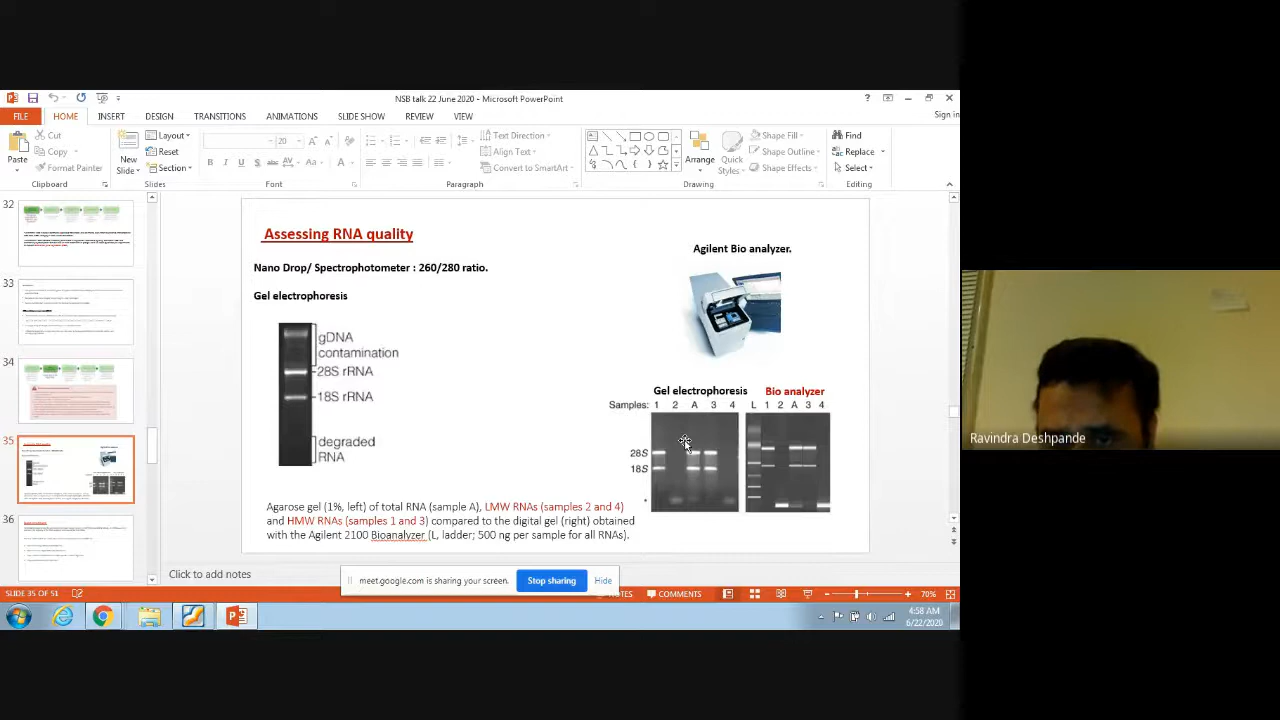 NSB talk 22 June 2020 - Microsoft PowerPoint
Sign in
FILE HOME INSERT DESIGN TRANSITIONS ANIMATIONS SLIDE SHOW REVIEW VIEW
Paste
Cut
Copy
Format Painter
Clipboard
New Slide
Layout
Reset
Section
Slides
20
Font
Text Direction
Align Text
Convert to SmartArt
Paragraph
Arrange
Quick Styles
Shape Fill
Shape Outline
Shape Effects
Drawing
Find
Replace
Select
Editing
32
33
34
35
36
Assessing RNA quality
Nano Drop/ Spectrophotometer : 260/280 ratio.
Gel electrophoresis
gDNA
contamination
28S rRNA
18S rRNA
degraded
RNA
Agilent Bio analyzer.
Gel electrophoresis Bio analyzer
Samples: 1 2 A 3 4 L 1 2 A 3 4
28S
18S
Agarose gel (1%, left) of total RNA (sample A), LMW RNAs (samples 2 and 4)
and HMW RNAs (samples 1 and 3)
digital gel (right) obtained
with the Agilent 2100 Bioanalyzer (L, ladder; 500 ng per sample for all RNAs).
Click to add notes
meet.google.com is sharing your screen. Stop sharing Hide
SLIDE 35 OF 51
COMMENTS
70%
4:58 AM
6/22/2020
Ravindra Deshpande